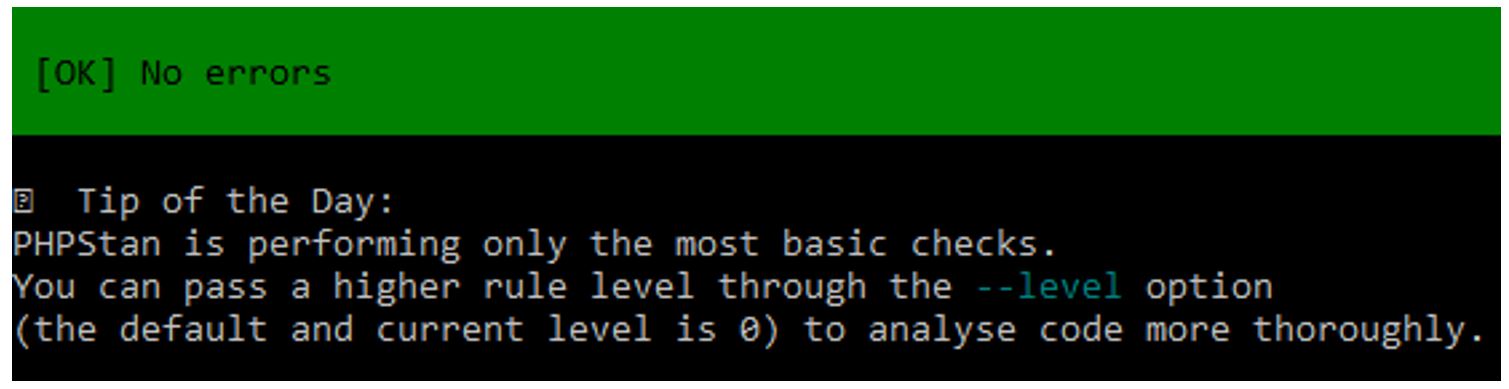 [OK] No errors
Tip of the Day:
PHPStan is performing only the most basic checks.
You can pass a higher rule level through the --level option
(the default and current level is 0) to analyse code more thoroughly.